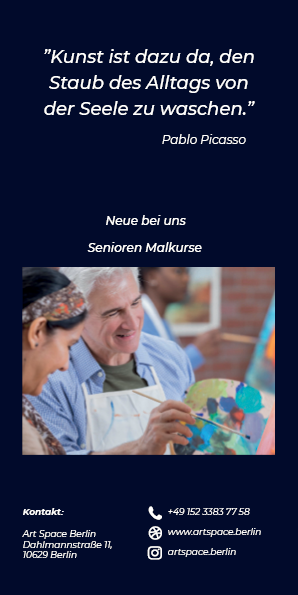 ”Kunst ist dazu da, den
Staub des Alltags von
der Seele zu waschen.”
Pablo Picasso
Neue bei uns
Senioren Malkurse
Kontakt:
Art Space Berlin
Dahlmannstraße 11,
10629 Berlin
+49 152 3383 77 58
www.artspace.berlin
artspace.berlin